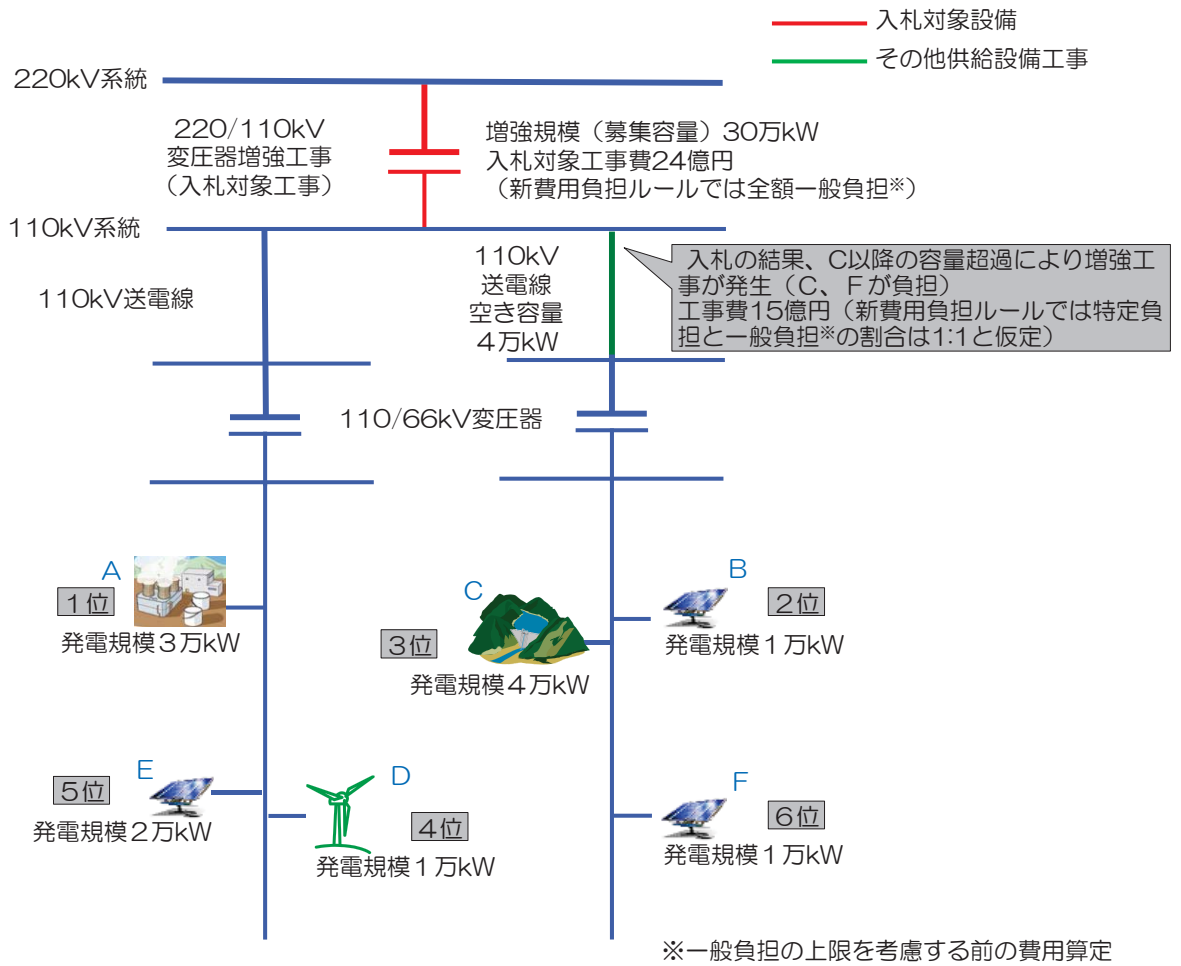 入札対象設備
その他供給設備工事
220kV系統
220/110kV
変圧器増強工事
(入札対象工事)
増強規模(募集容量)30万kW
入札対象工事費24億円
(新費用負担ルールでは全額一般負担※)
110kV系統
110kV送電線
110kV
送電線
空き容量
4万kW
入札の結果、C以降の容量超過により増強工
事が発生(C、Fが負担)
工事費15億円(新費用負担ルールでは特定負
担と一般負担※の割合は1:1と仮定)
110/66kV変圧器
A
1位
発電規模3万kW
C
3位
発電規模4万kW
B
2位
発電規模1万kW
E
5位
発電規模2万kW
D
4位
発電規模1万kW
F
6位
発電規模1万kW
※一般負担の上限を考慮する前の費用算定